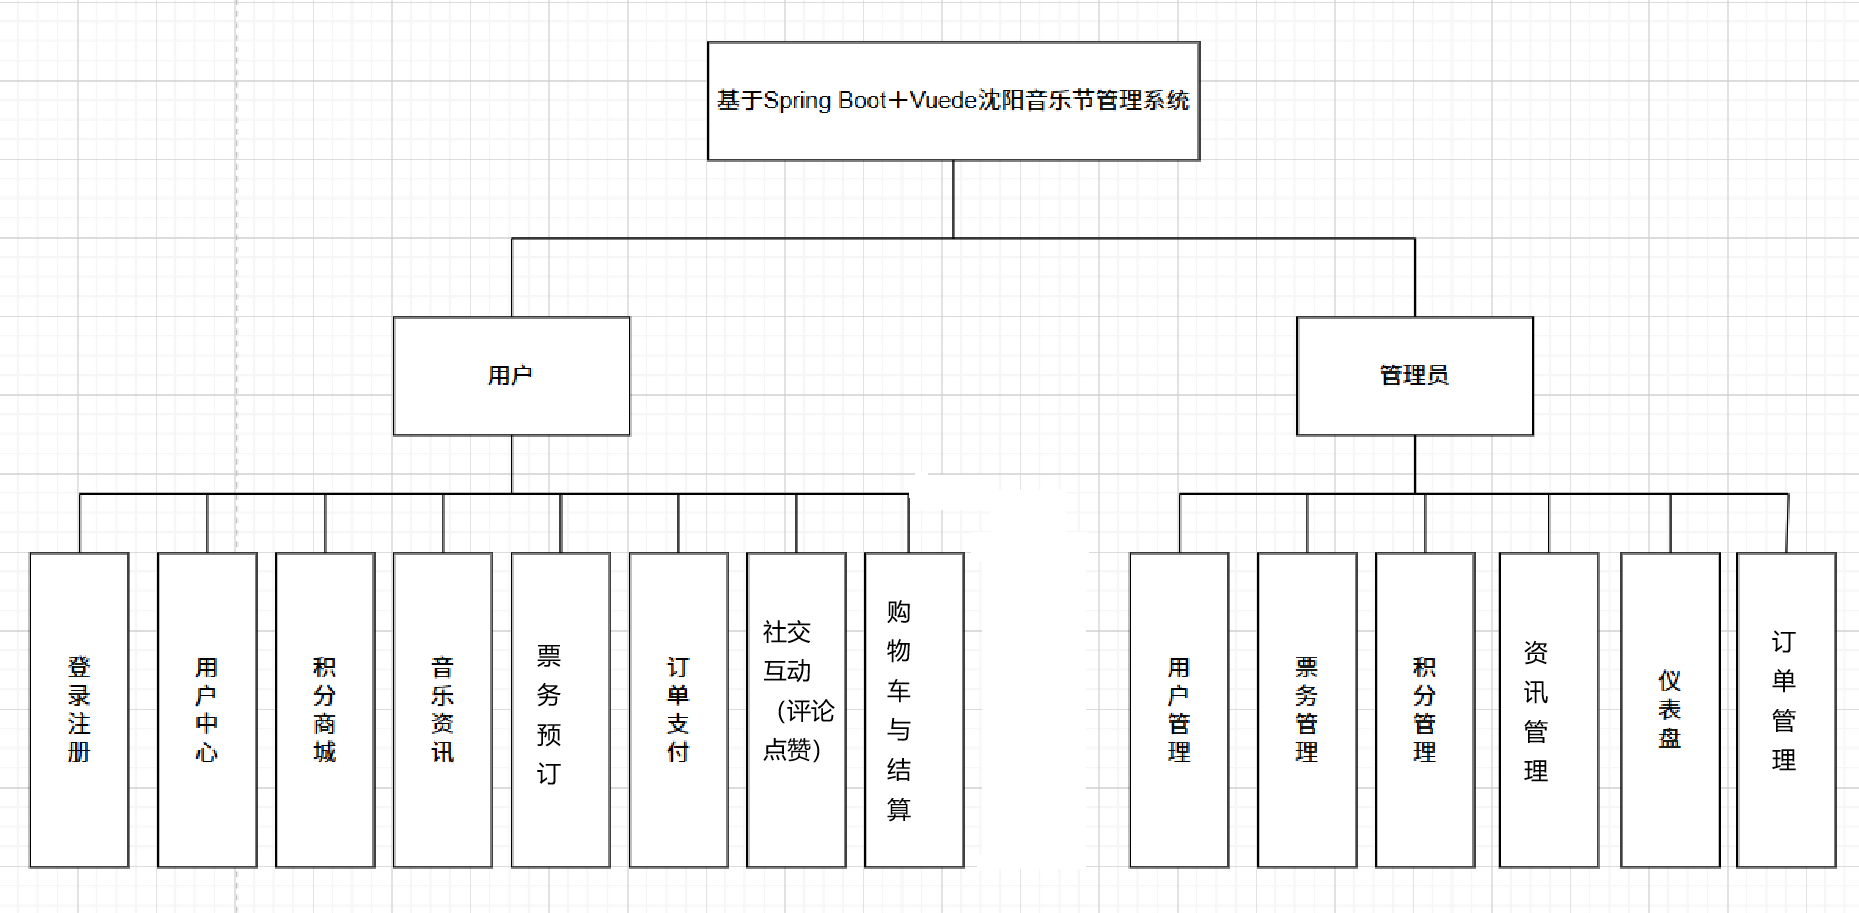 基于Spring Boot＋Vuede沈阳音乐节管理系统
用户
管理员
登录注册
用户中心
积分商城
音乐资讯
票务预订
订单支付
社交
互动
（评论
点赞）
购物车与结算
用户管理
票务管理
积分管理
资讯管理
仪表盘
订单管理